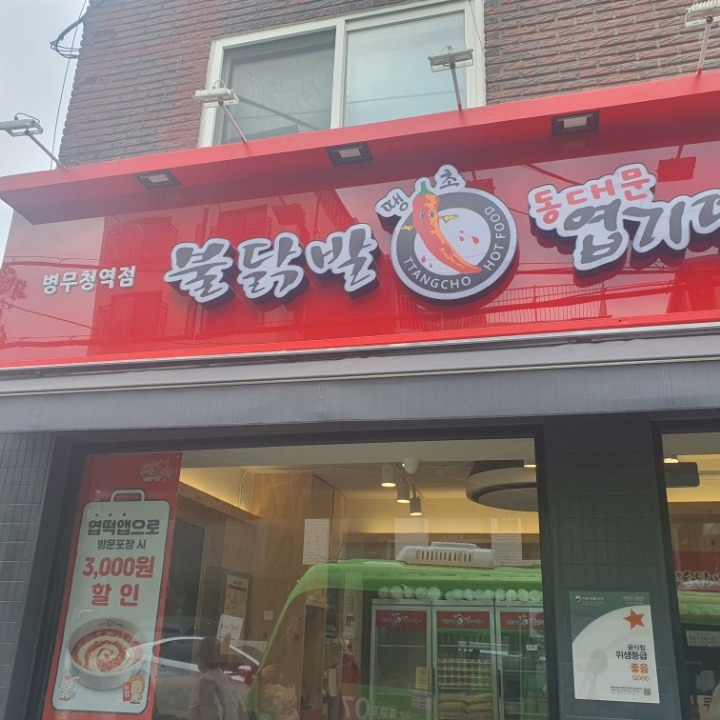 병무청역점
불닭발
땡초
TTANGCHO HOT FOOD
동대문
엽기
엽떡앱으로
방문포장 시
3,000원
할인
음식점
위생등급
좋음
GOOD